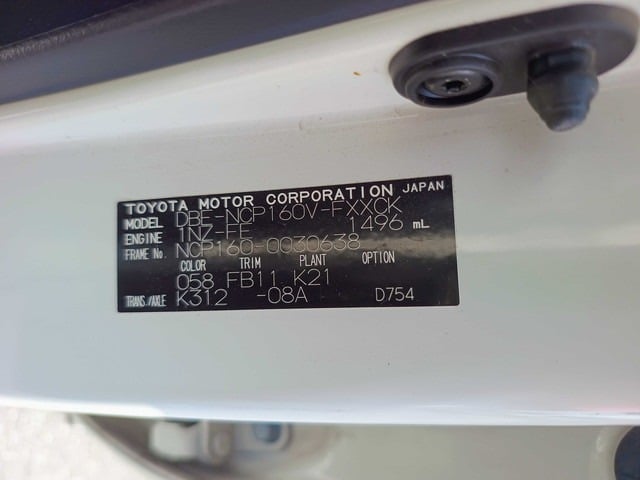 TOYOTA MOTOR CORPORATION JAPAN
MODEL DBE-NCP160V-FXXCK
ENGINE 1NZ-FE 1496 mL
FRAME No. NCP160-0030638
COLOR TRIM PLANT OPTION
058 FB11 K21
TRANS./AXLE K312 -08A D754